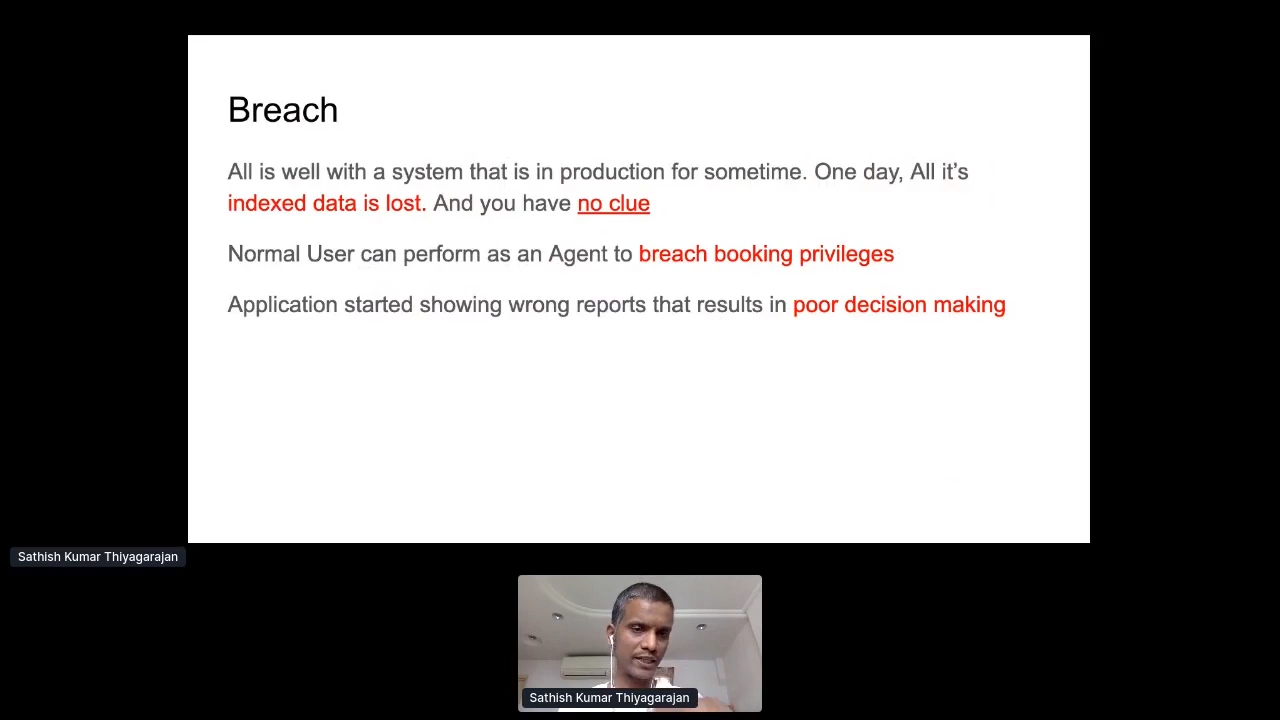 Breach
All is well with a system that is in production for sometime. One day, All it’s
indexed data is lost. And you have no clue
Normal User can perform as an Agent to breach booking privileges
Application started showing wrong reports that results in poor decision making
Sathish Kumar Thiyagarajan
Sathish Kumar Thiyagarajan